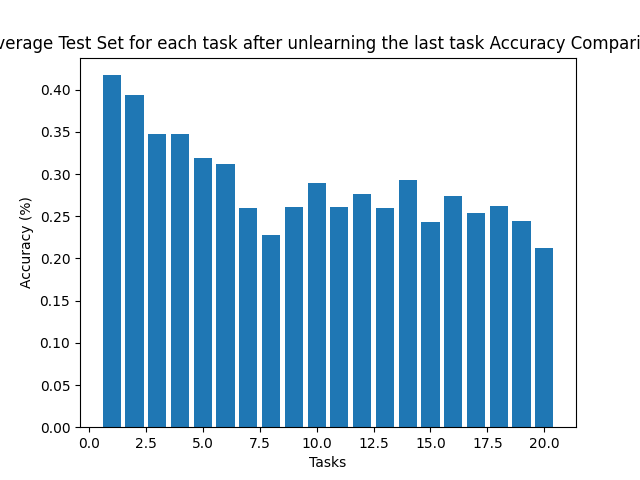 verage Test Set for each task after unlearning the last task Accuracy Compari
0.40
0.35
0.30
0.25
0.20
0.15
0.10
0.05
0.00
Accuracy (%)
0.0 2.5 5.0 7.5 10.0 12.5 15.0 17.5 20.0
Tasks